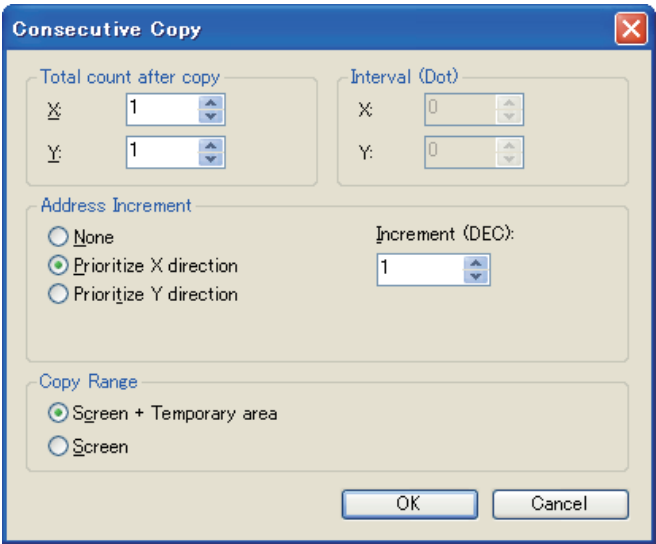 Consecutive Copy
Total count after copy
X: 1
Y: 1
Interval (Dot)
X: 0
Y: 0
Address Increment
None
Prioritize X direction
Prioritize Y direction
Increment (DEC):
1
Copy Range
Screen + Temporary area
Screen
OK Cancel